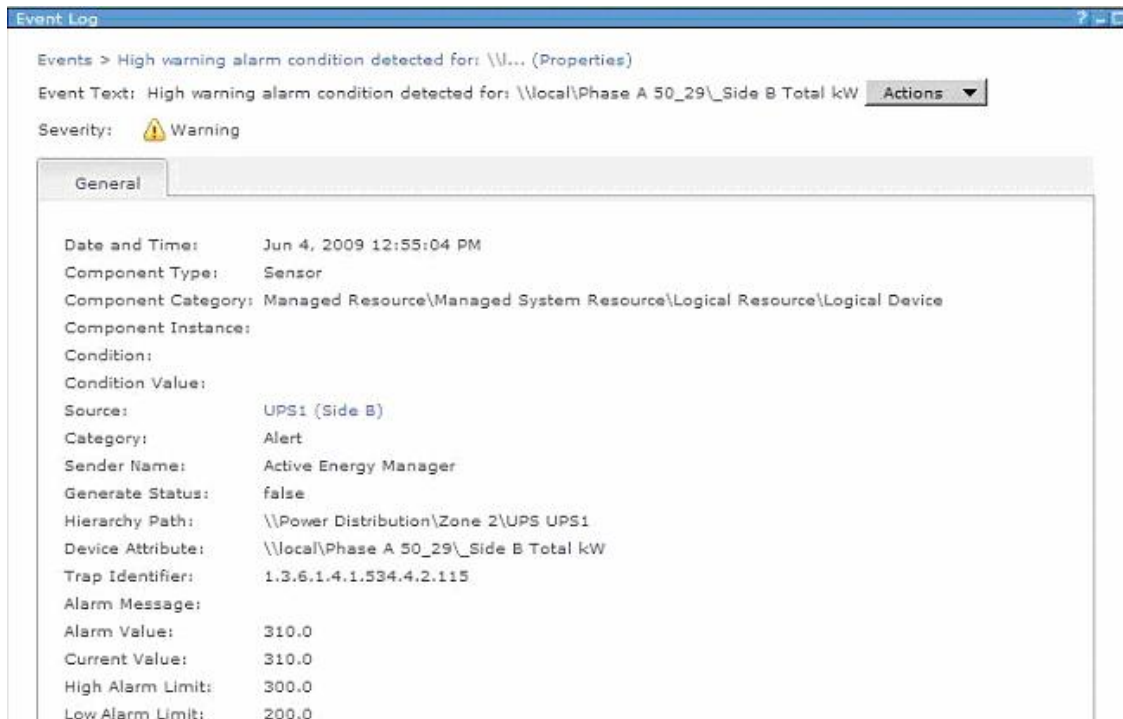 Event Log
Events > High warning alarm condition detected for: \\l... (Properties)
Event Text: High warning alarm condition detected for: \\local\Phase A 50_29\_Side B Total kW Actions
Severity: Warning
General
Date and Time: Jun 4, 2009 12:55:04 PM
Component Type: Sensor
Component Category: Managed Resource\Managed System Resource\Logical Resource\Logical Device
Component Instance:
Condition:
Condition Value:
Source: UPS1 (Side B)
Category: Alert
Sender Name: Active Energy Manager
Generate Status: false
Hierarchy Path: \\Power Distribution\Zone 2\UPS UPS1
Device Attribute: \\local\Phase A 50_29\_Side B Total kW
Trap Identifier: 1.3.6.1.4.1.534.4.2.115
Alarm Message:
Alarm Value: 310.0
Current Value: 310.0
High Alarm Limit: 300.0
Low Alarm Limit: 200.0